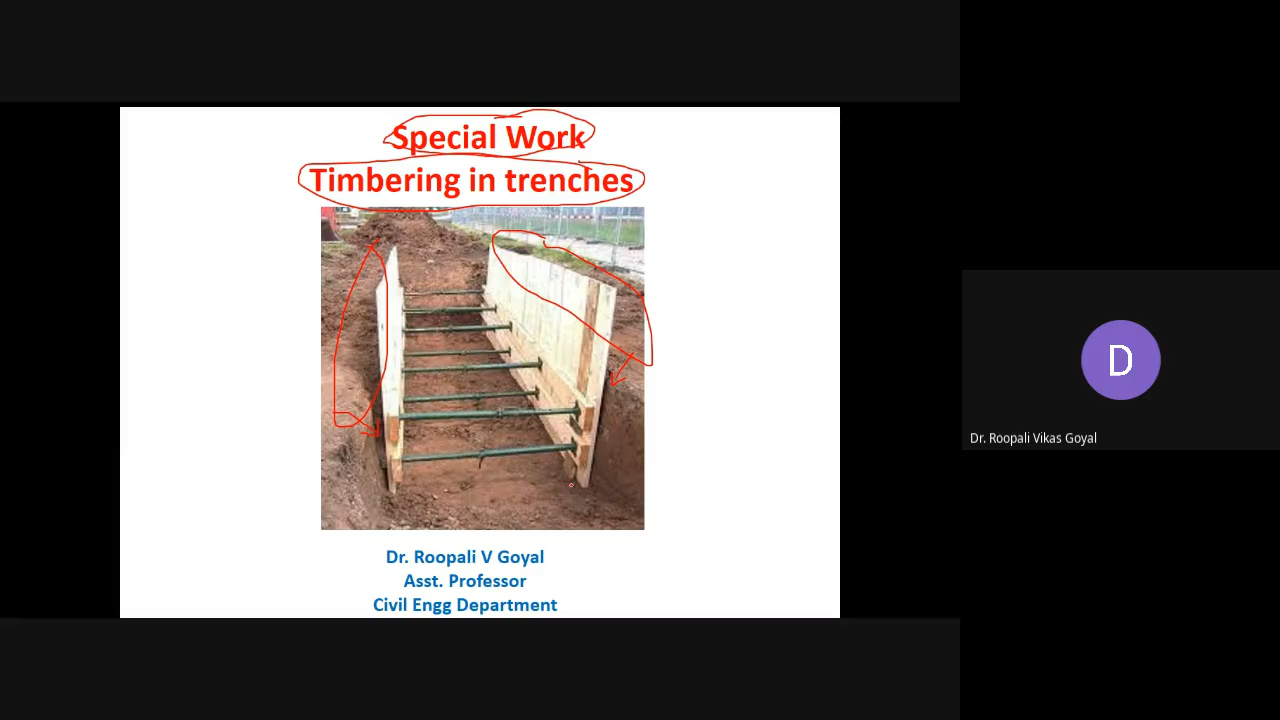 Special Work
Timbering in trenches
Dr. Roopali V Goyal
Asst. Professor
Civil Engg Department
D
Dr. Roopali Vikas Goyal